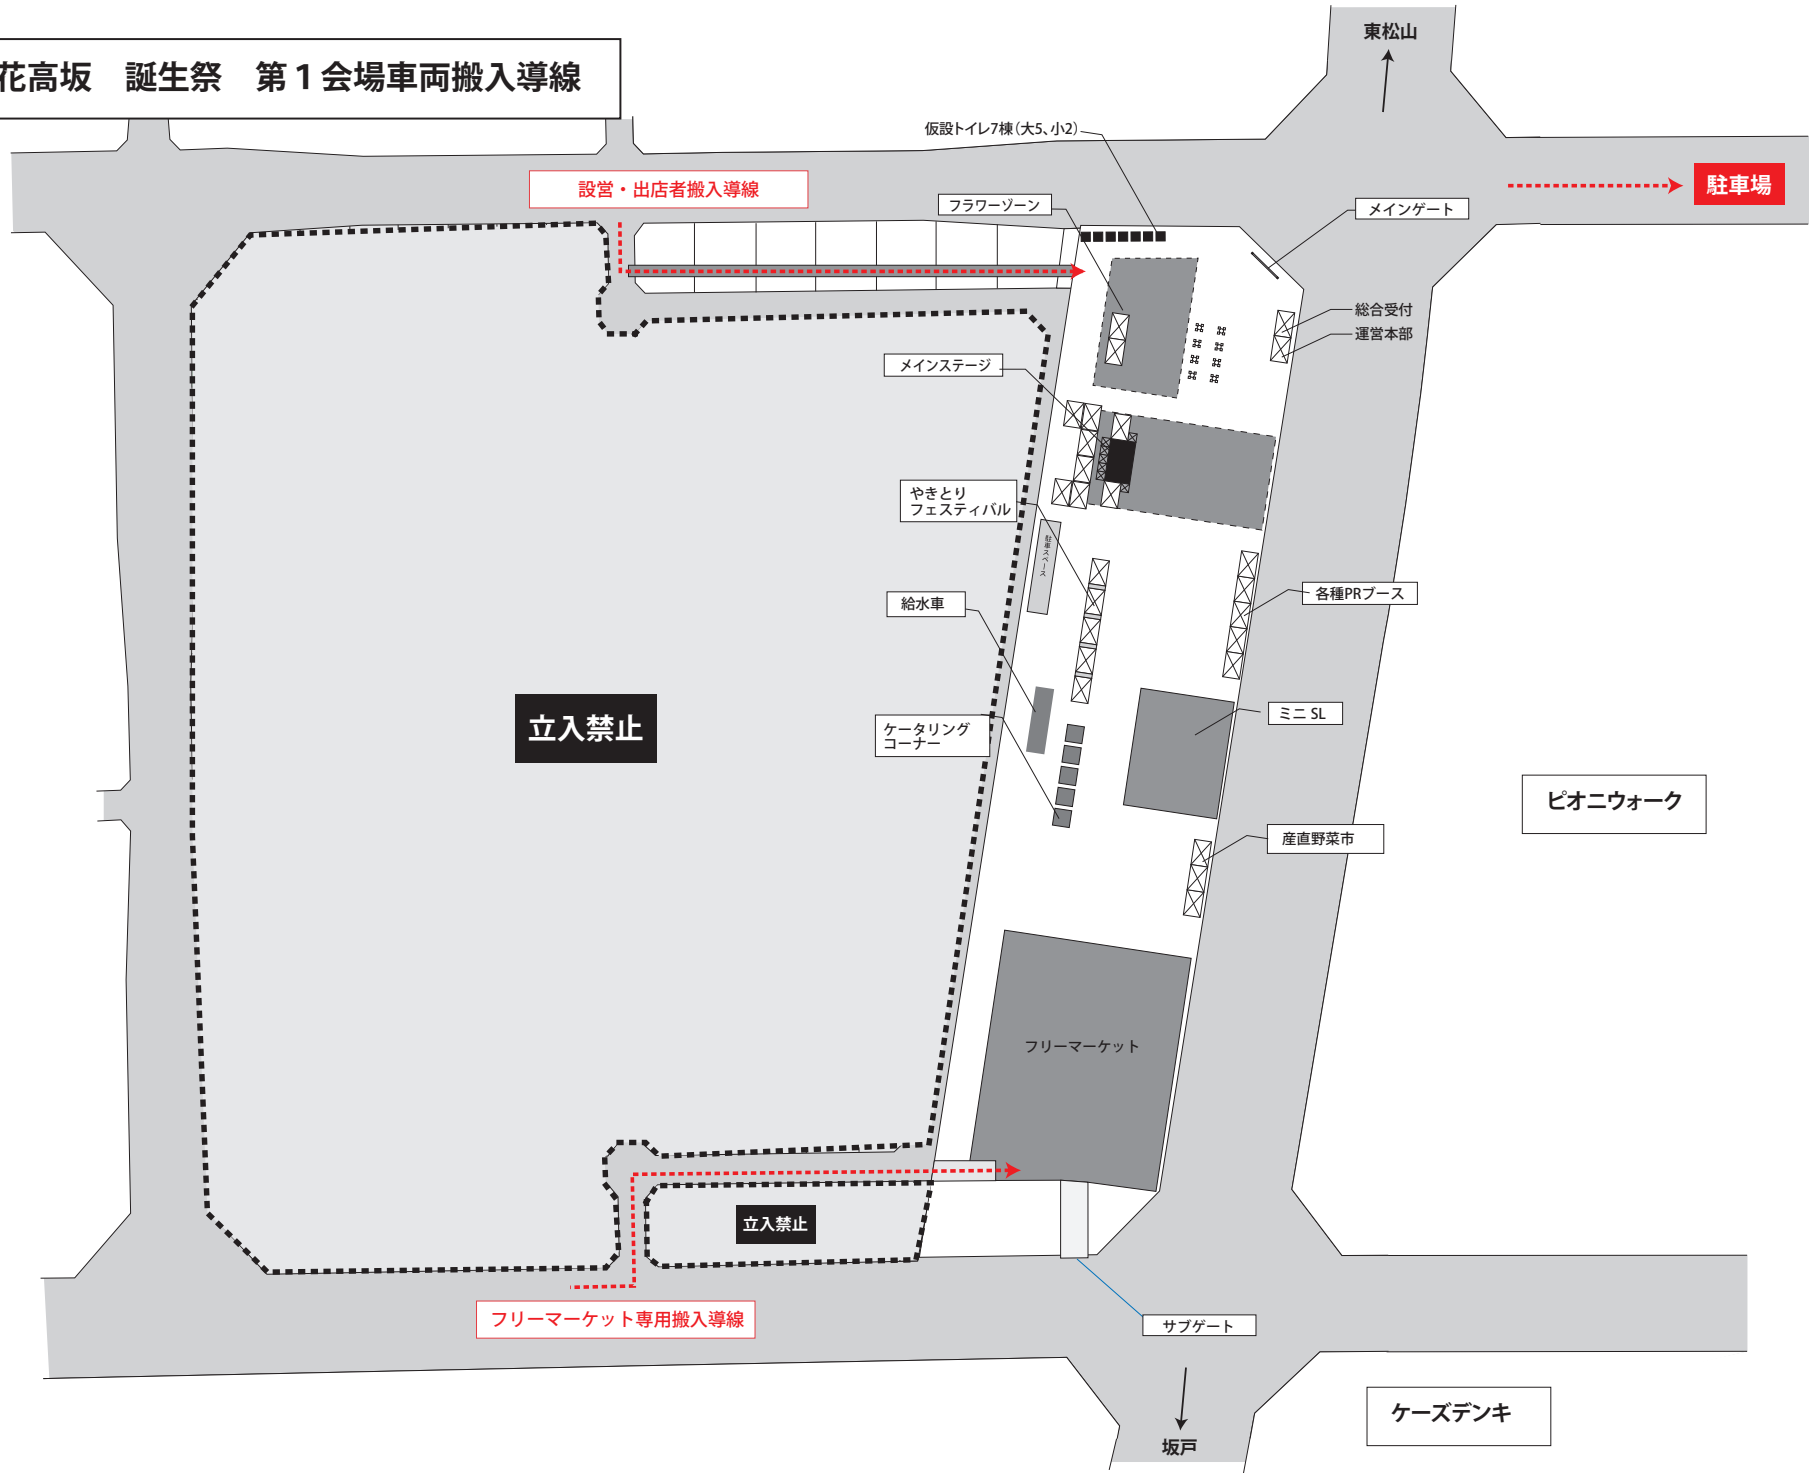 東松山
花高坂　誕生祭　第１会場車両搬入導線
仮設トイレ7棟（大5、小2）
設営・出店者搬入導線
駐車場
フラワーゾーン
メインゲート
総合受付
運営本部
メインステージ
やきとり
フェスティバル
駐車スペース
各種PRブース
給水車
ミニ SL
ケータリング
コーナー
立入禁止
ピオニウォーク
産直野菜市
フリーマーケット
立入禁止
フリーマーケット専用搬入導線
サブゲート
ケーズデンキ
坂戸